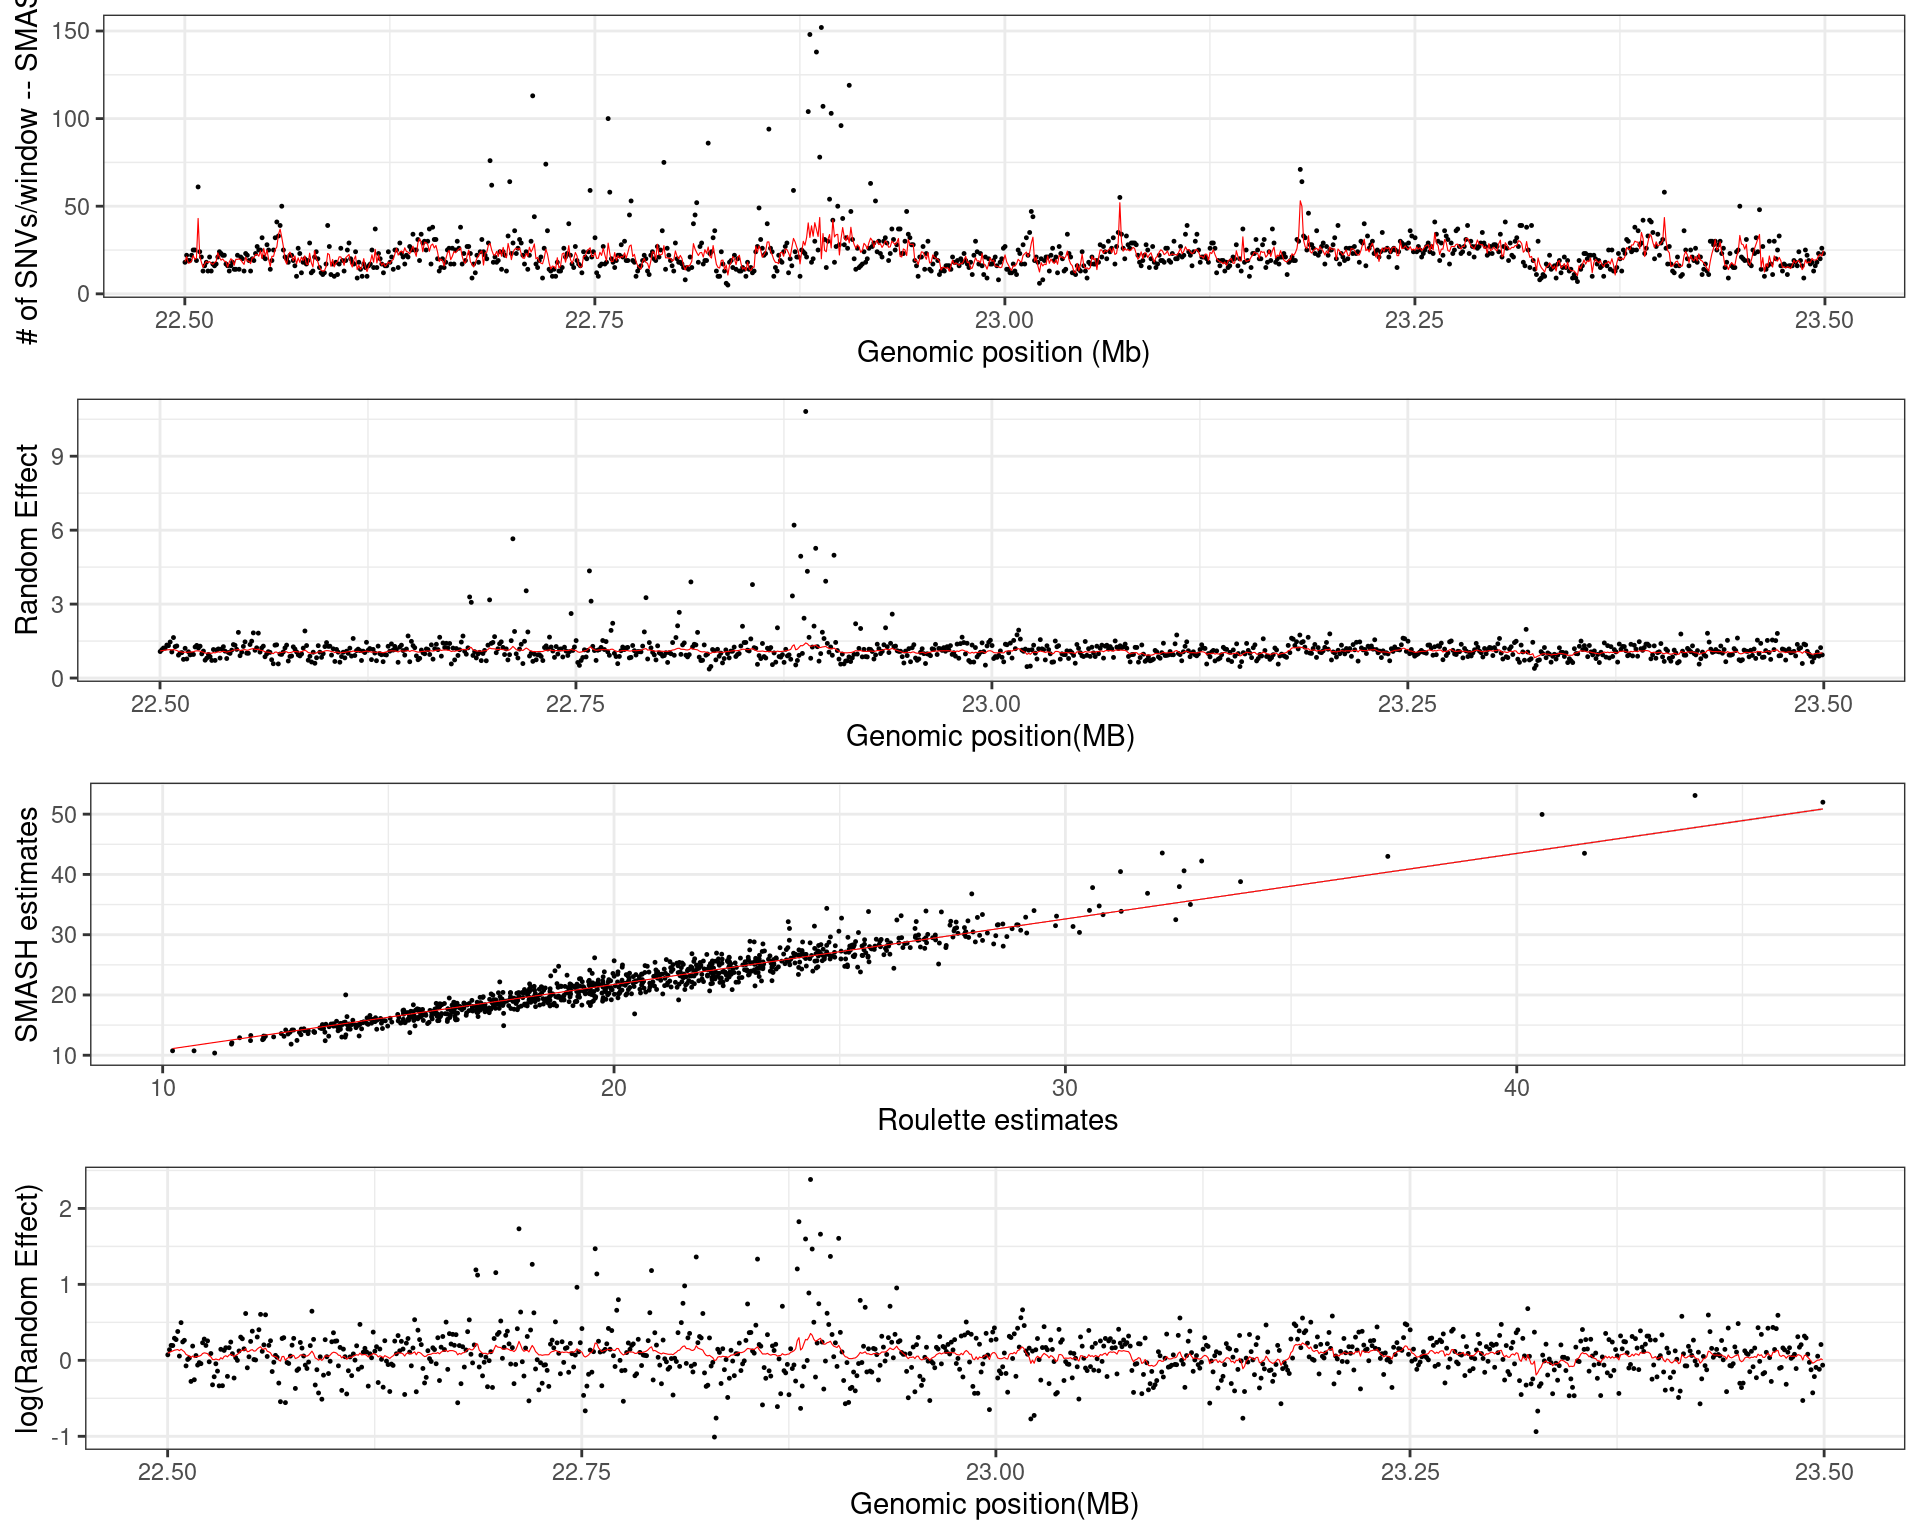 # of SNVs/window -- SMAS
150
100
50
0
22.50 22.75 23.00 23.25 23.50
Genomic position (Mb)
Random Effect
9
6
3
0
22.50 22.75 23.00 23.25 23.50
Genomic position(MB)
SMASH estimates
50
40
30
20
10
10 20 30 40
Roulette estimates
log(Random Effect)
2
1
0
-1
22.50 22.75 23.00 23.25 23.50
Genomic position(MB)